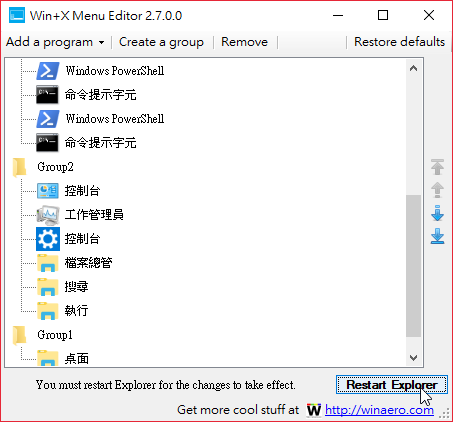 Win+X Menu Editor 2.7.0.0
Add a program Create a group Remove Restore defaults
Windows PowerShell
命令提示字元
Windows PowerShell
命令提示字元
Group2
控制台
工作管理員
控制台
檔案總管
搜尋
執行
Group1
桌面
You must restart Explorer for the changes to take effect. Restart Explorer
Get more cool stuff at W http://winaero.com